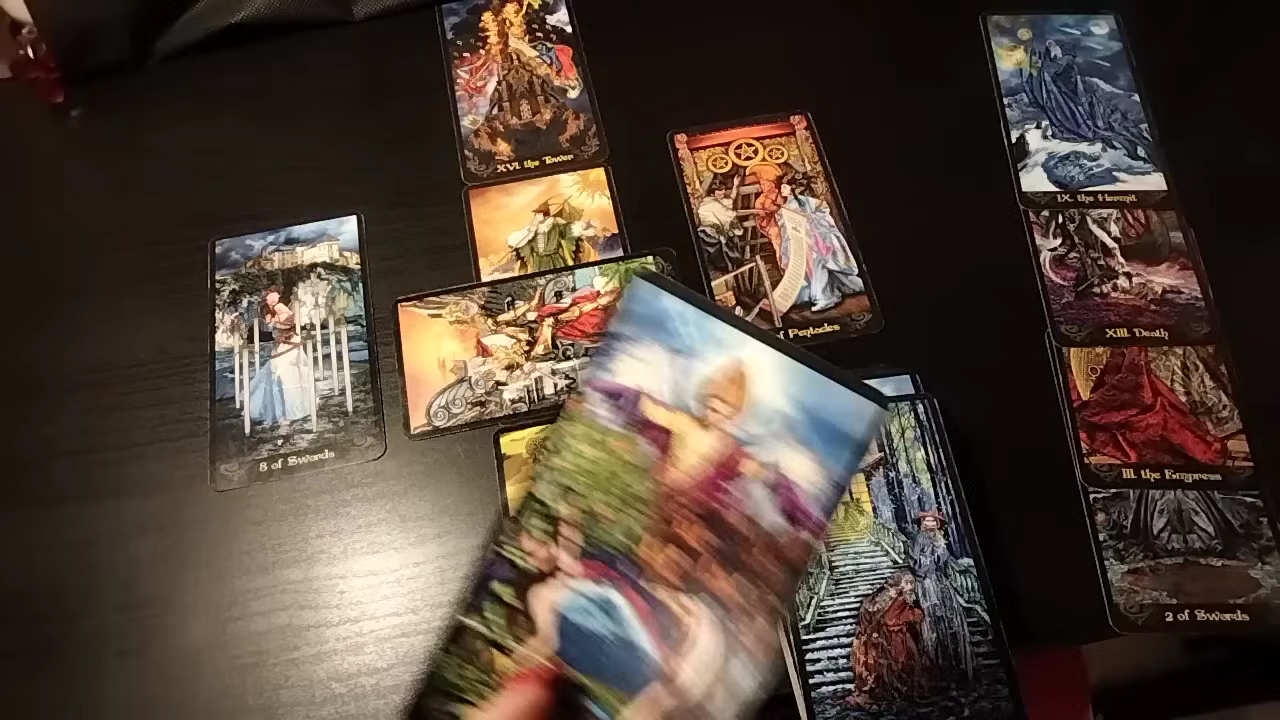 XVI. the Tower
IX. the Hermit
of Pentacles
XIII. Death
8 of Swords
III. the Empress
2 of Swords